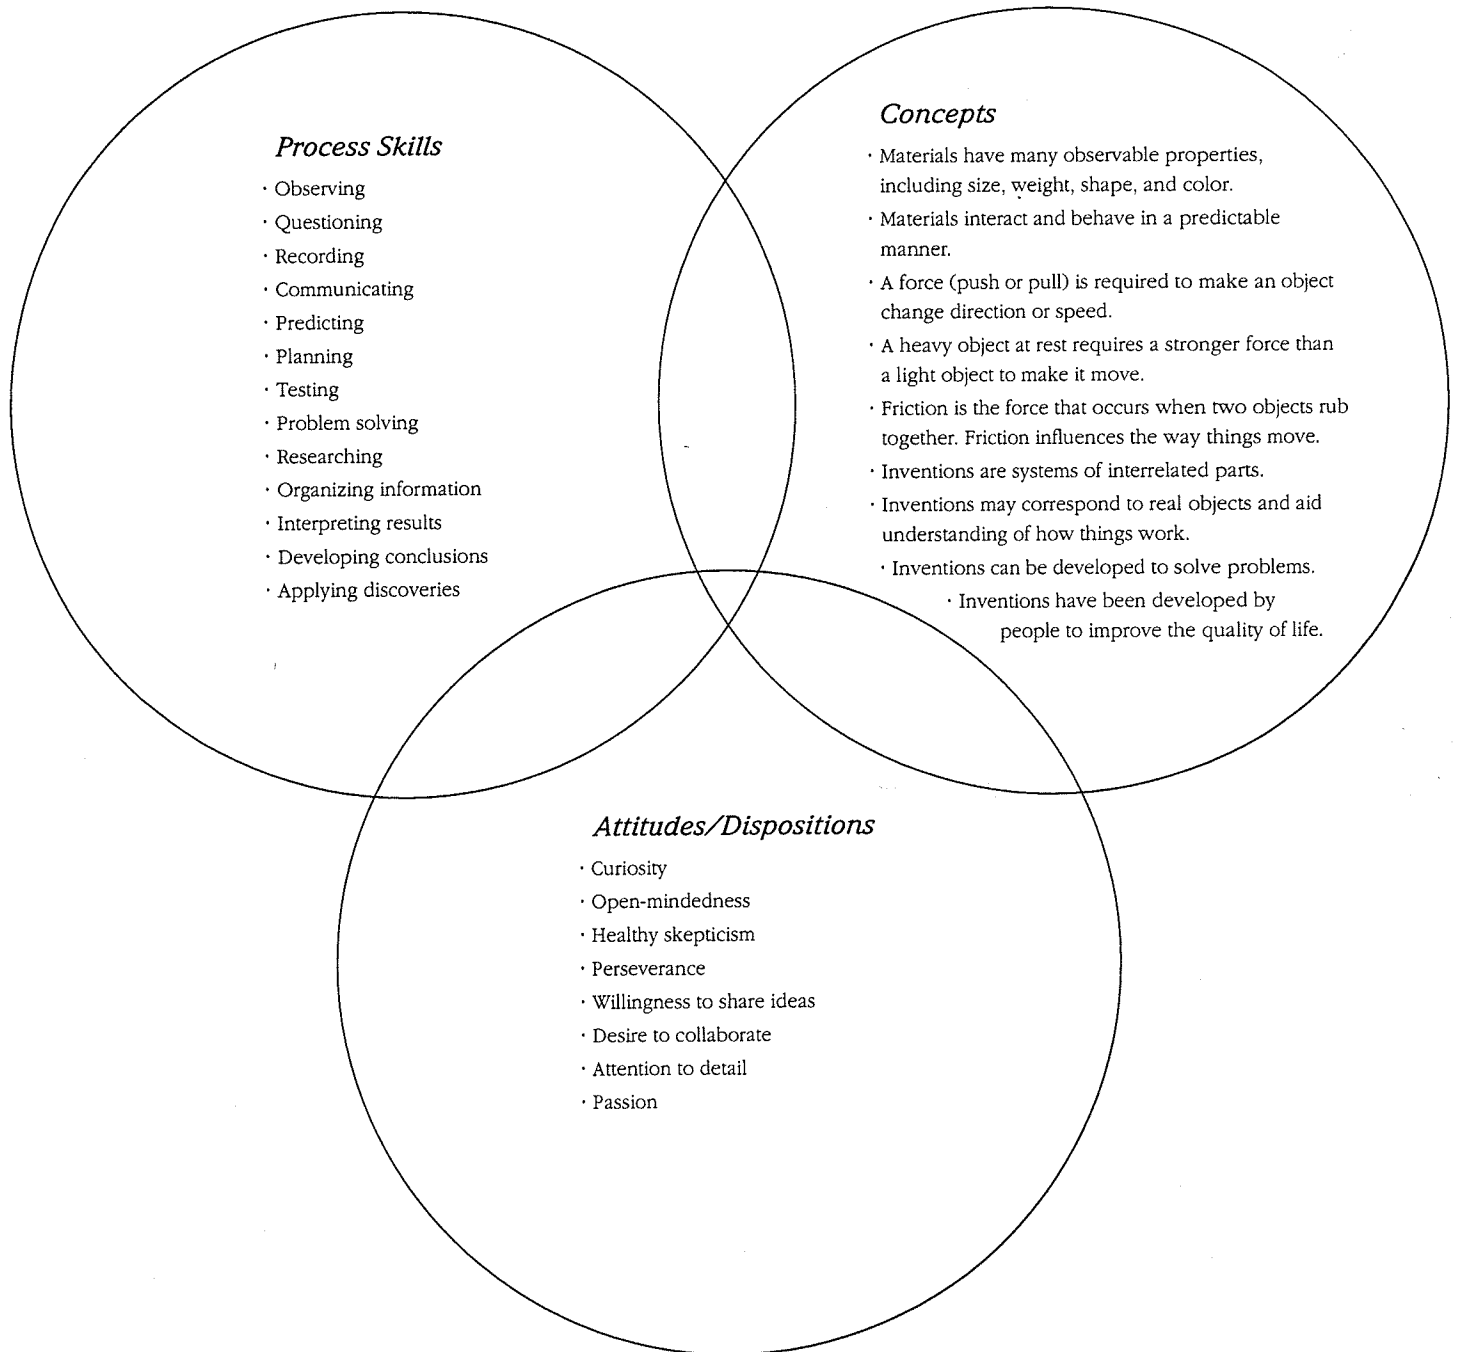 Process Skills
· Observing
· Questioning
· Recording
· Communicating
· Predicting
· Planning
· Testing
· Problem solving
· Researching
· Organizing information
· Interpreting results
· Developing conclusions
· Applying discoveries
Concepts
· Materials have many observable properties,
including size, weight, shape, and color.
· Materials interact and behave in a predictable
manner.
· A force (push or pull) is required to make an object
change direction or speed.
· A heavy object at rest requires a stronger force than
a light object to make it move.
· Friction is the force that occurs when two objects rub
together. Friction influences the way things move.
· Inventions are systems of interrelated parts.
· Inventions may correspond to real objects and aid
understanding of how things work.
· Inventions can be developed to solve problems.
· Inventions have been developed by
people to improve the quality of life.
Attitudes/Dispositions
· Curiosity
· Open-mindedness
· Healthy skepticism
· Perseverance
· Willingness to share ideas
· Desire to collaborate
· Attention to detail
· Passion